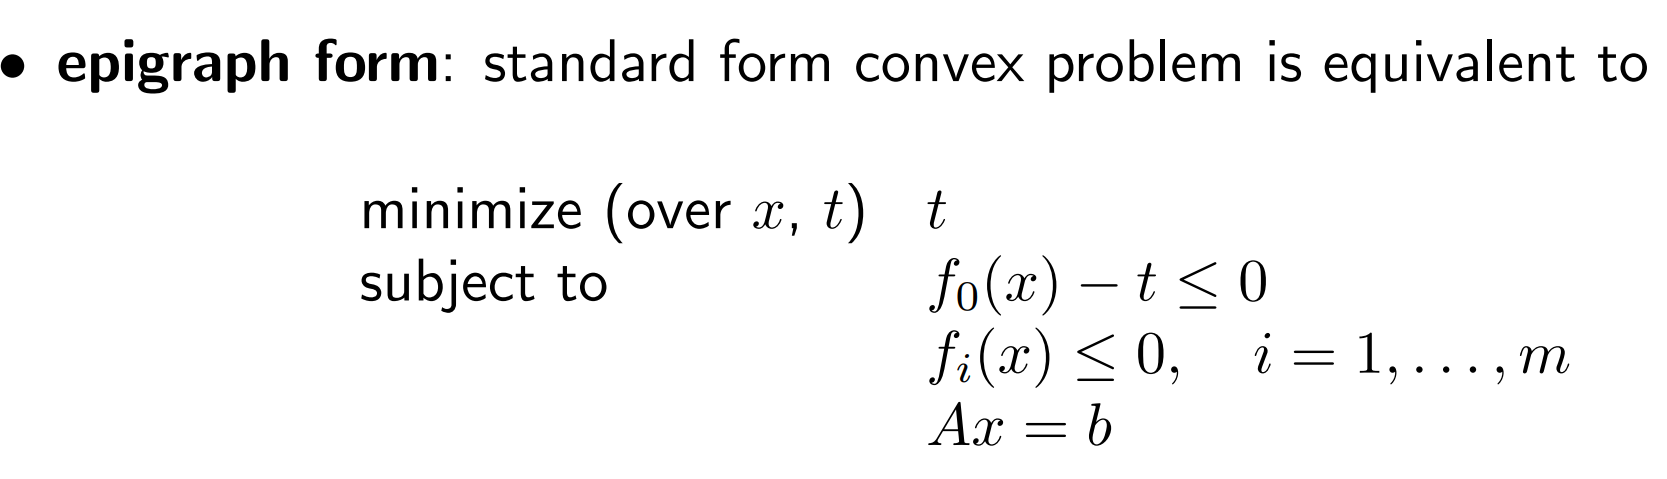 • epigraph form: standard form convex problem is equivalent to
minimize (over x, t) t
subject to f₀(x) − t ≤ 0
fᵢ(x) ≤ 0, i = 1, . . . , m
Ax = b